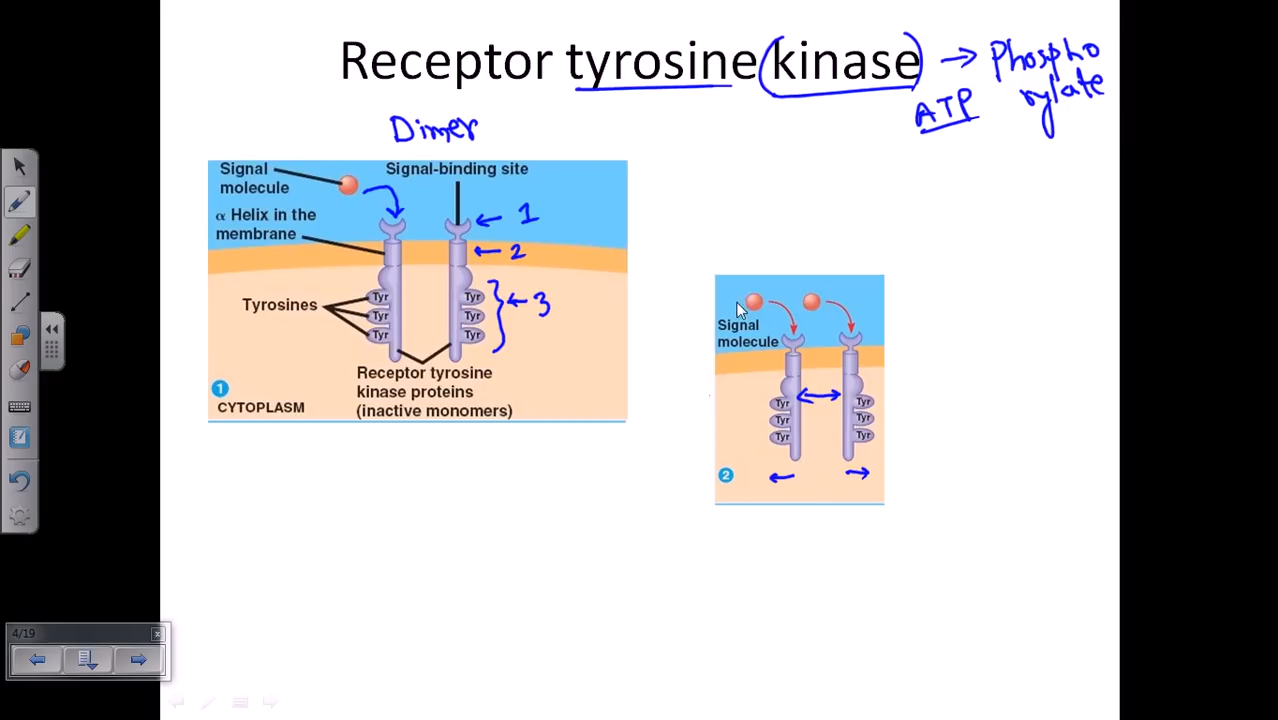 Receptor tyrosine kinase → Phospho
rylate
ATP
Dimer
Signal
molecule
Signal-binding site
α Helix in the
membrane
← 1
← 2
Tyrosines
Tyr Tyr
Tyr Tyr
Tyr Tyr
← 3
Receptor tyrosine
kinase proteins
(inactive monomers)
1
CYTOPLASM
Signal
molecule
Tyr Tyr
Tyr Tyr
Tyr Tyr
2
4/19